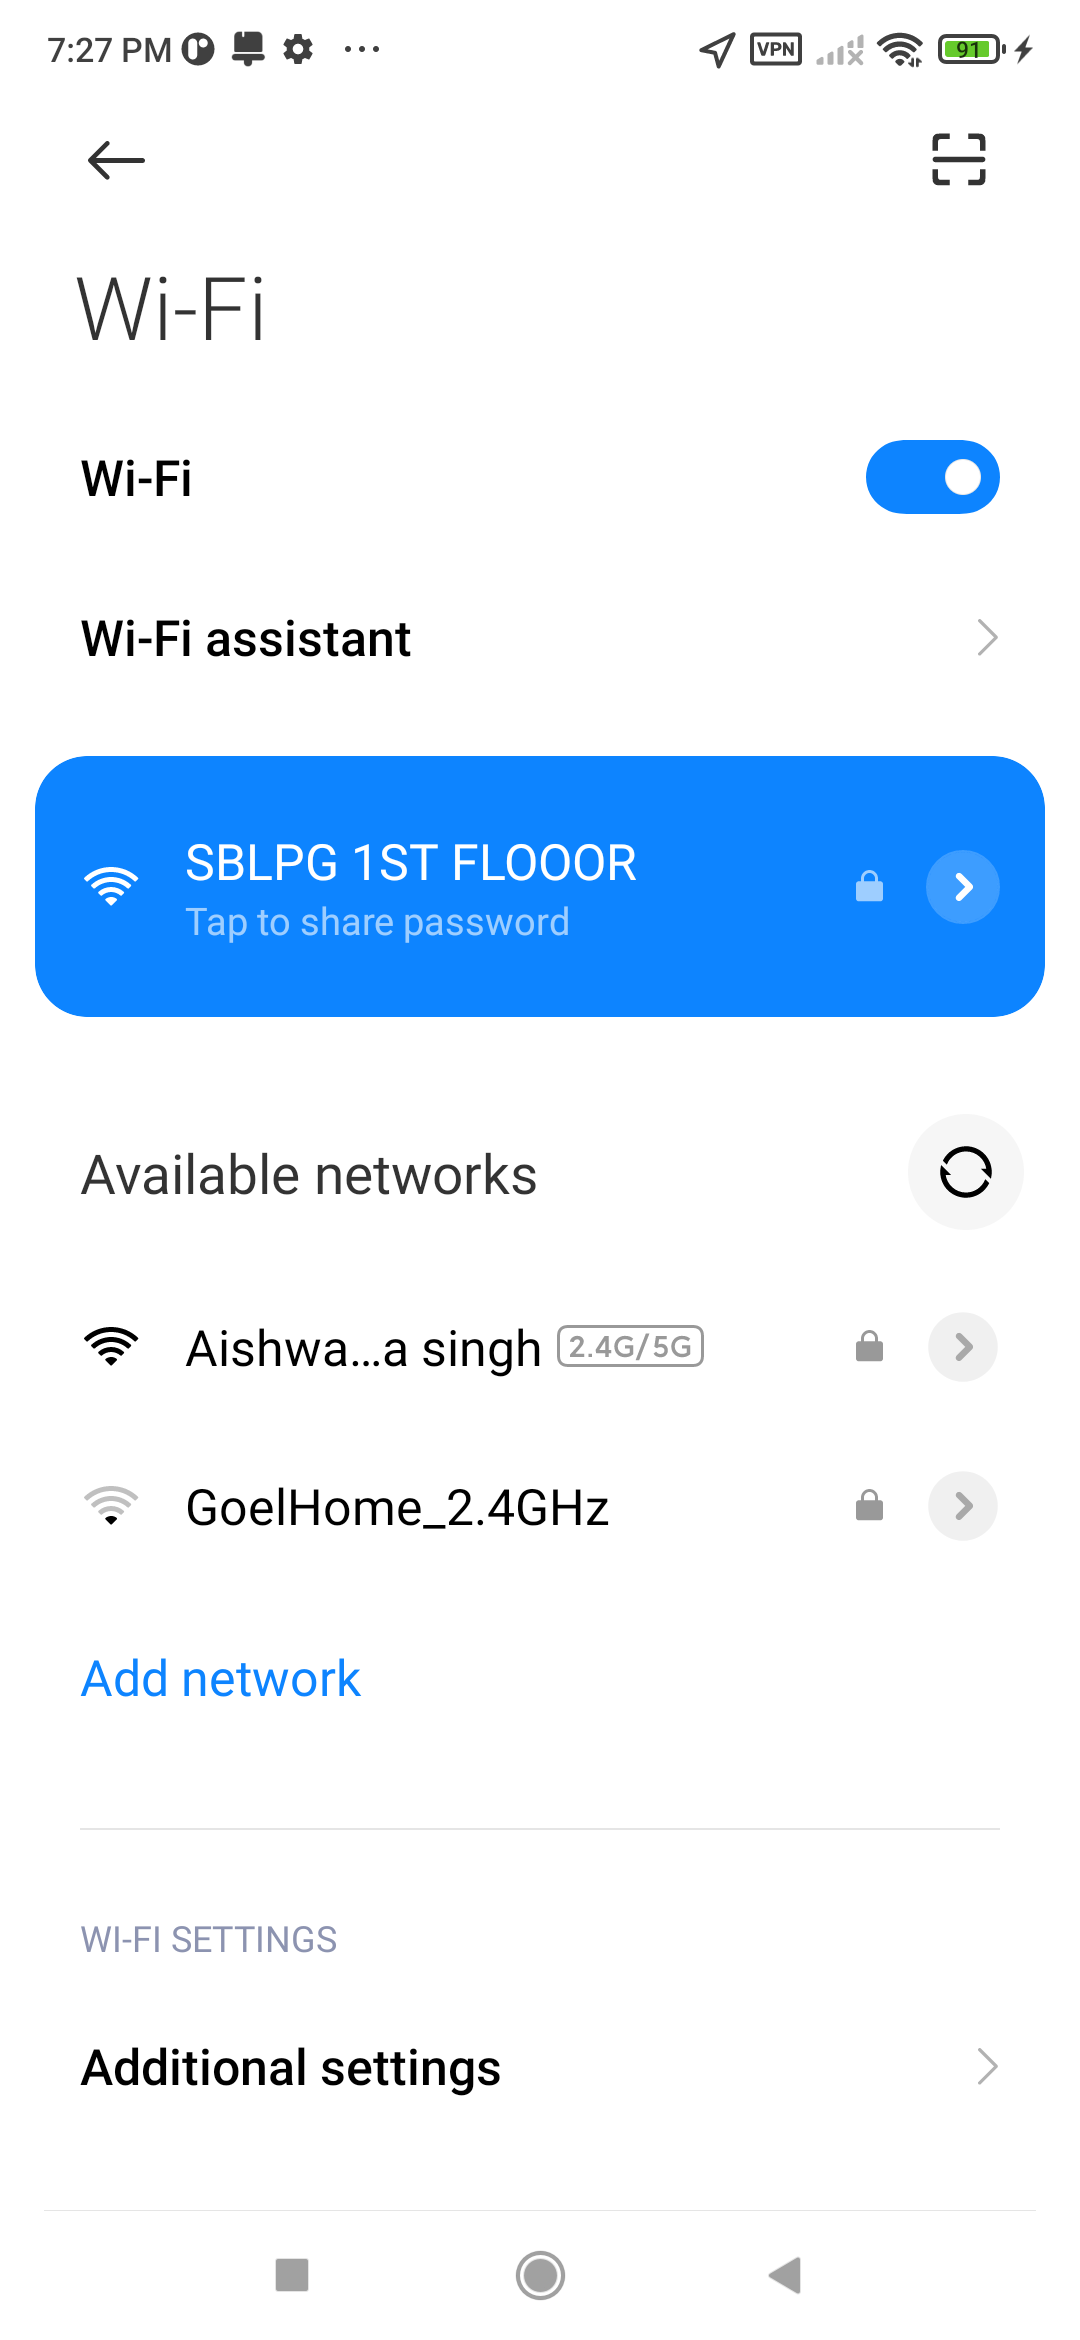 7:27 PM
VPN
91
Wi-Fi
Wi-Fi
Wi-Fi assistant
SBLPG 1ST FLOOOR
Tap to share password
Available networks
Aishwa...a singh 2.4G/5G
GoelHome_2.4GHz
Add network
WI-FI SETTINGS
Additional settings